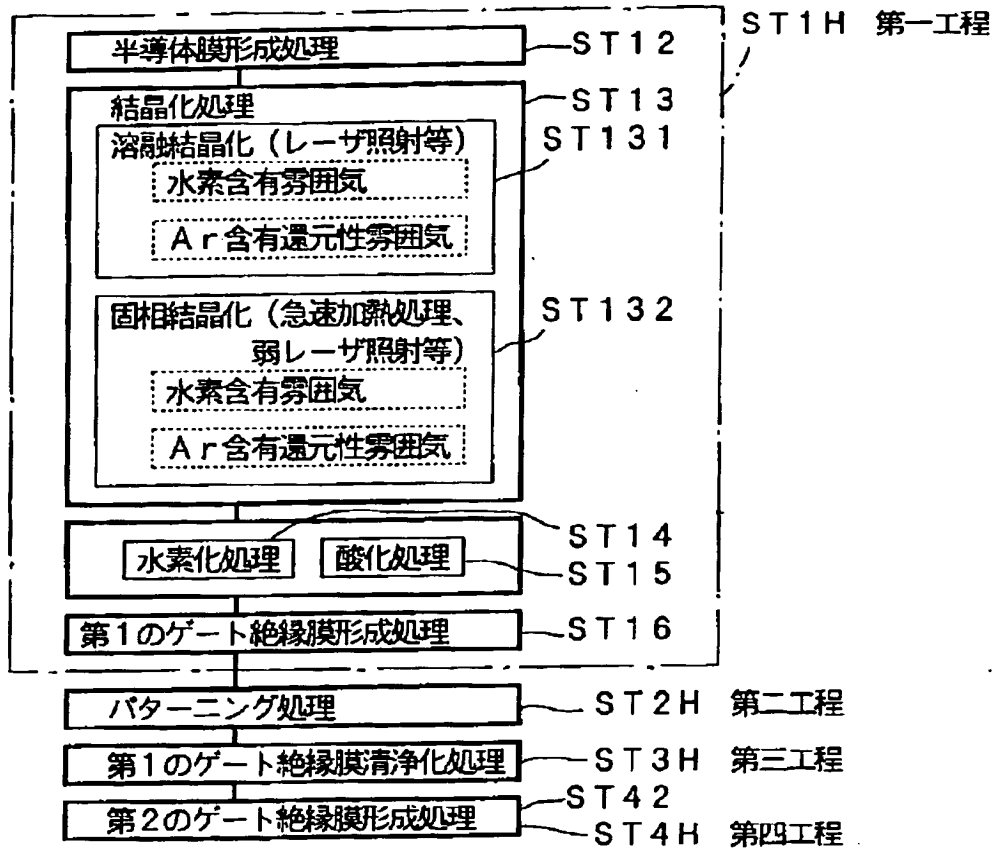 ST1H 第一工程
半導体膜形成処理 ST12
結晶化処理 ST13
溶融結晶化(レーザ照射等) ST131
水素含有雰囲気
Ar含有還元性雰囲気
固相結晶化(急速加熱処理、 ST132
弱レーザ照射等)
水素含有雰囲気
Ar含有還元性雰囲気
ST14
水素化処理 酸化処理 ST15
第1のゲート絶縁膜形成処理 ST16
パターニング処理 ST2H 第二工程
第1のゲート絶縁膜清浄化処理 ST3H 第三工程
ST42
第2のゲート絶縁膜形成処理 ST4H 第四工程